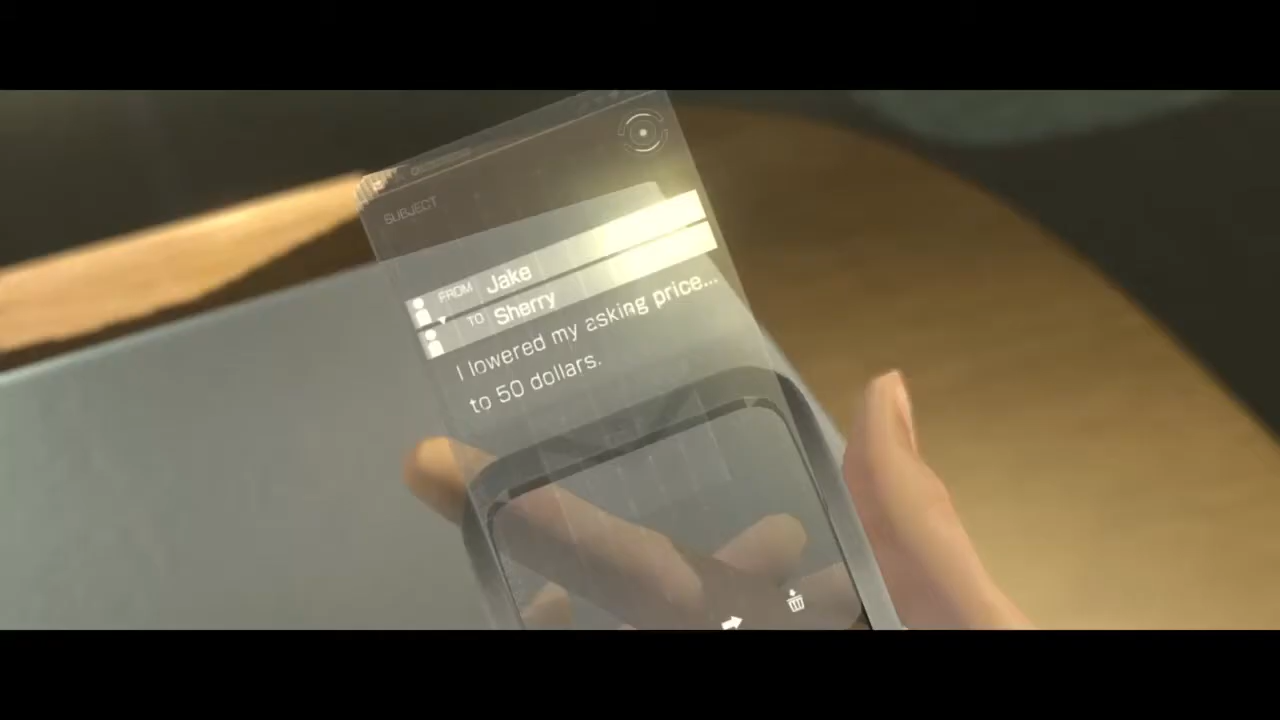 SUBJECT
FROM Jake
TO Sherry
I lowered my asking price...
to 50 dollars.